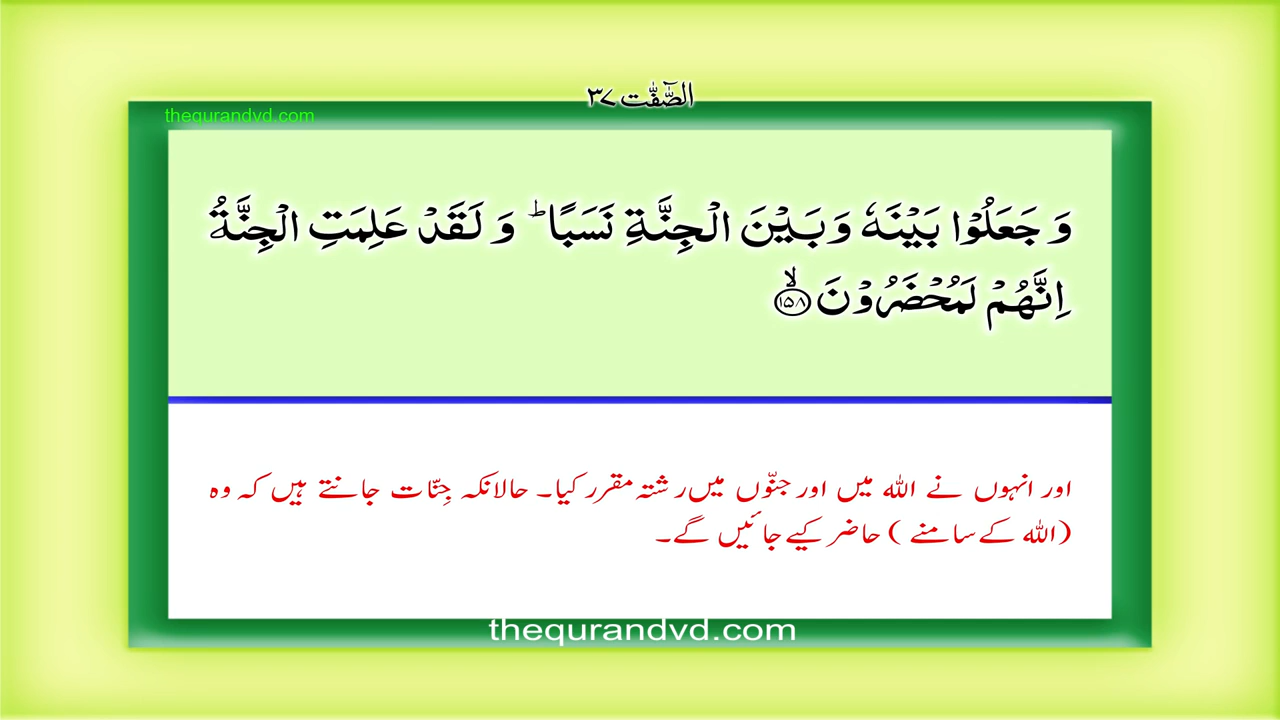 الصّٰٓفّٰت ٣٧
thequrandvd.com
وَ جَعَلُوْا بَيْنَهٗ وَ بَيْنَ الْجِنَّةِ نَسَبًا ؕ وَ لَقَدْ عَلِمَتِ الْجِنَّةُ
اِنَّهُمْ لَمُحْضَرُوْنَ ۙ﴿۱۵۸﴾
اور انہوں نے اللہ میں اور جنّوں میں رشتہ مقرر کیا۔ حالانکہ جِنّات جانتے ہیں کہ وہ
(اللہ کے سامنے ) حاضر کیے جائیں گے۔
thequrandvd.com